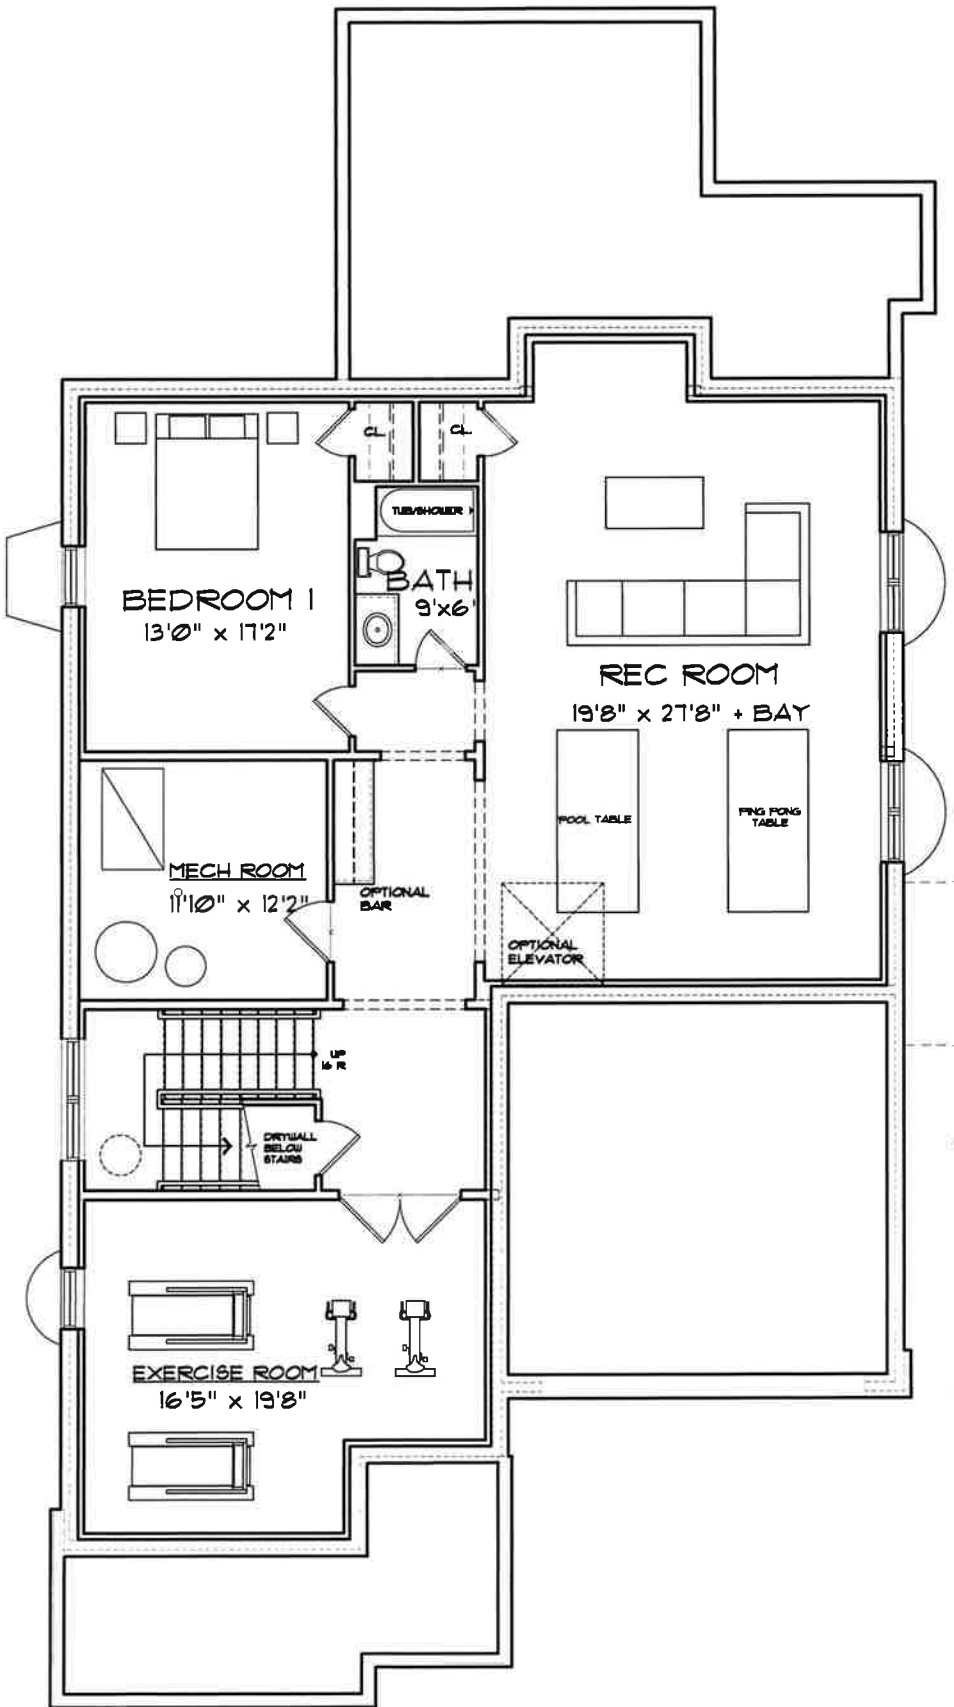 CL.
CL.
TUB/SHOWER
BATH
9'x6'
BEDROOM 1
13'0" x 17'2"
REC ROOM
19'8" x 27'8" + BAY
POOL TABLE
PING PONG
TABLE
MECH ROOM
11'10" x 12'2"
OPTIONAL
BAR
OPTIONAL
ELEVATOR
UP
16 R
DRYWALL
BELOW
STAIRS
EXERCISE ROOM
16'5" x 19'8"